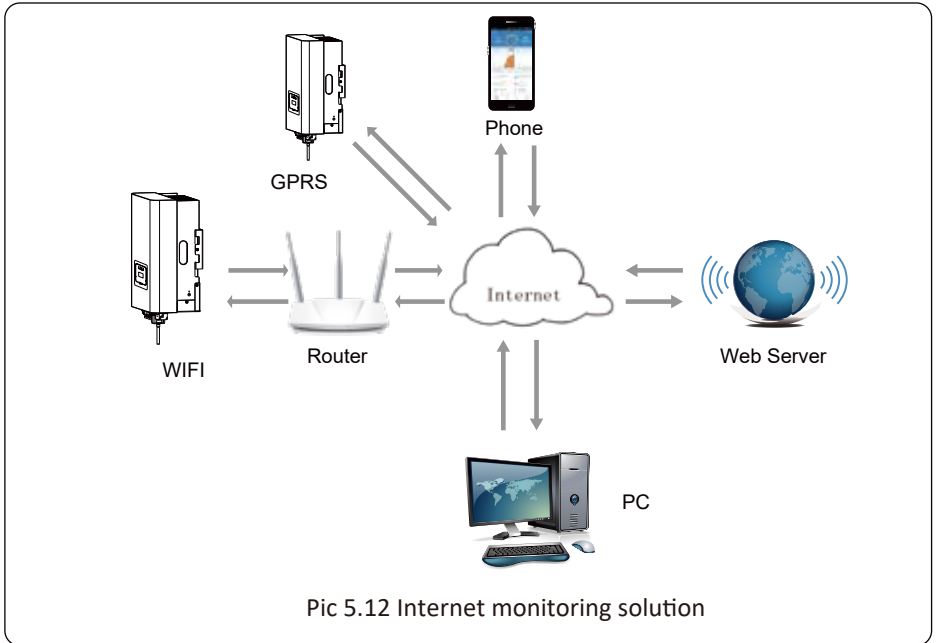 Phone
GPRS
Internet
WIFI
Router
Web Server
PC
Pic 5.12 Internet monitoring solution